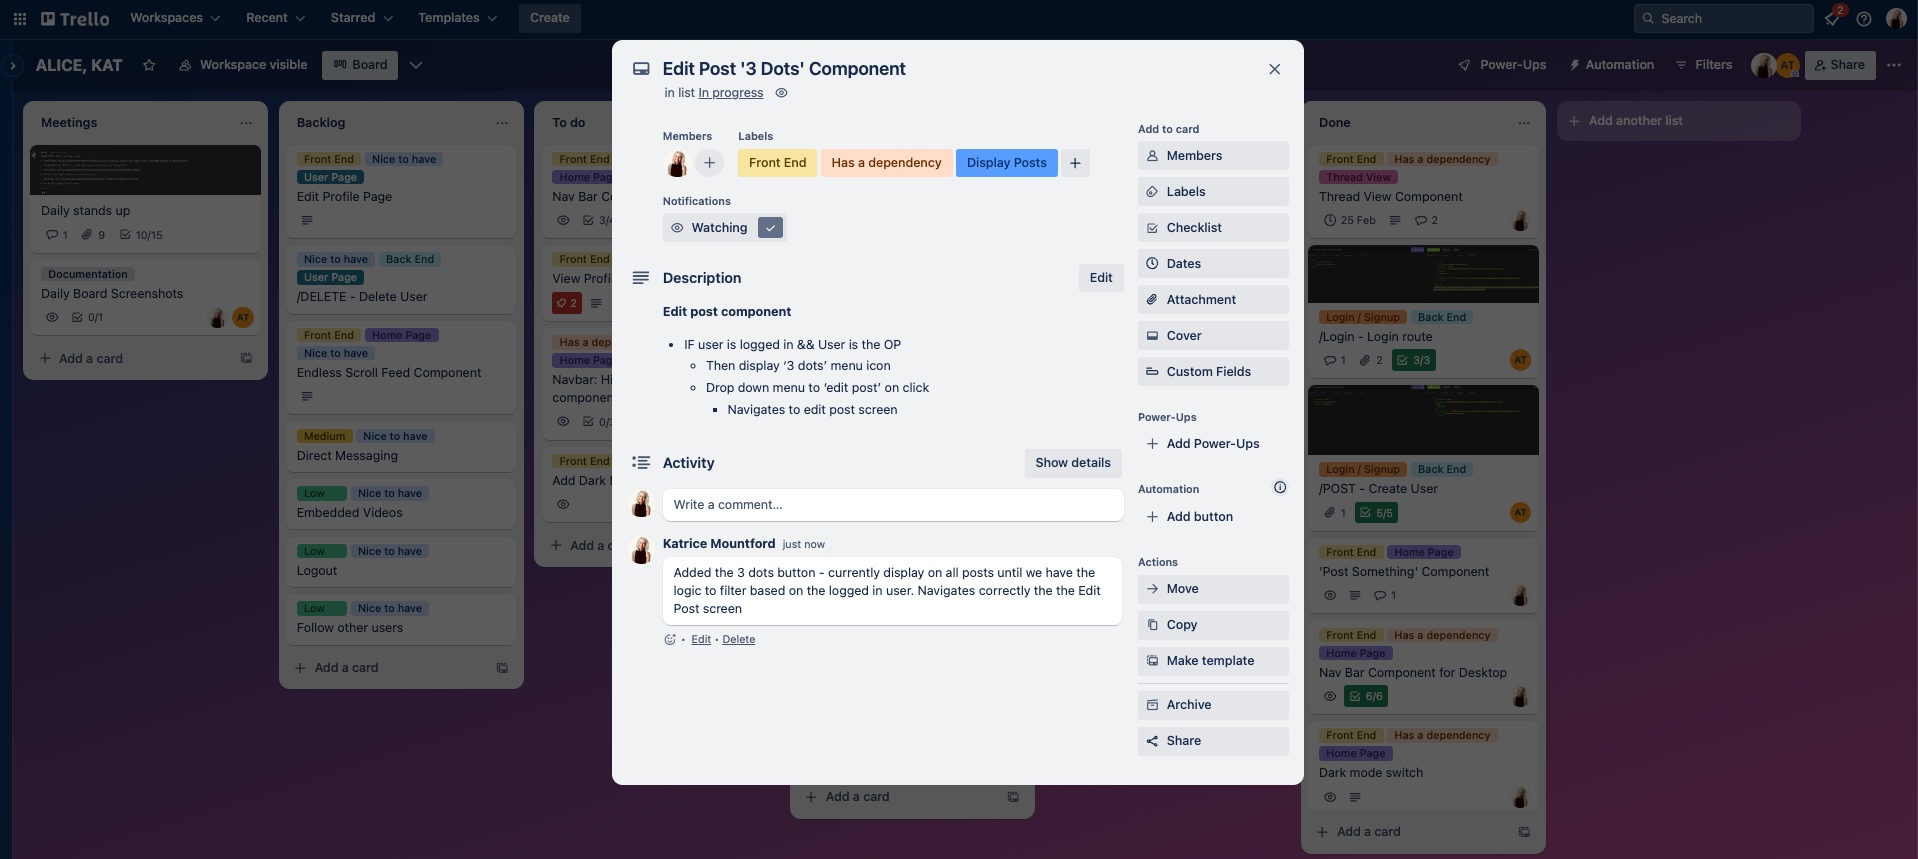 Trello
Workspaces
Recent
Starred
Templates
Create
Search
2
ALICE, KAT
Workspace visible
Board
Power-Ups
Automation
Filters
AT
Share
Meetings
Daily stands up
1
9
10/15
Documentation
Daily Board Screenshots
0/1
AT
Add a card
Backlog
Front End
Nice to have
User Page
Edit Profile Page
Nice to have
Back End
User Page
/DELETE - Delete User
Front End
Home Page
Nice to have
Endless Scroll Feed Component
Medium
Nice to have
Direct Messaging
Low
Nice to have
Embedded Videos
Low
Nice to have
Logout
Low
Nice to have
Follow other users
Add a card
To do
Front End
Nav Bar
Front End
2
Navbar:
Front End
Add Dark
Add a card
Edit Post '3 Dots' Component
in list In progress
Members
Labels
Front End
Has a dependency
Display Posts
Notifications
Watching
Description
Edit
Edit post component
• IF user is logged in && User is the OP
◦ Then display ‘3 dots’ menu icon
◦ Drop down menu to ‘edit post’ on click
▪ Navigates to edit post screen
Activity
Show details
Write a comment…
Katrice Mountford just now
Added the 3 dots button - currently display on all posts until we have the
logic to filter based on the logged in user. Navigates correctly the the Edit
Post screen
• Edit • Delete
Add to card
Members
Labels
Checklist
Dates
Attachment
Cover
Custom Fields
Power-Ups
Add Power-Ups
Automation
Add button
Actions
Move
Copy
Make template
Archive
Share
Done
Front End
Has a dependency
Thread View
Thread View Component
25 Feb
2
Login / Signup
Back End
/Login - Login route
1
2
3/3
AT
Login / Signup
Back End
/POST - Create User
1
5/5
AT
Front End
Home Page
'Post Something' Component
1
Front End
Has a dependency
Home Page
Nav Bar Component for Desktop
6/6
Front End
Has a dependency
Home Page
Dark mode switch
Add a card
Add another list